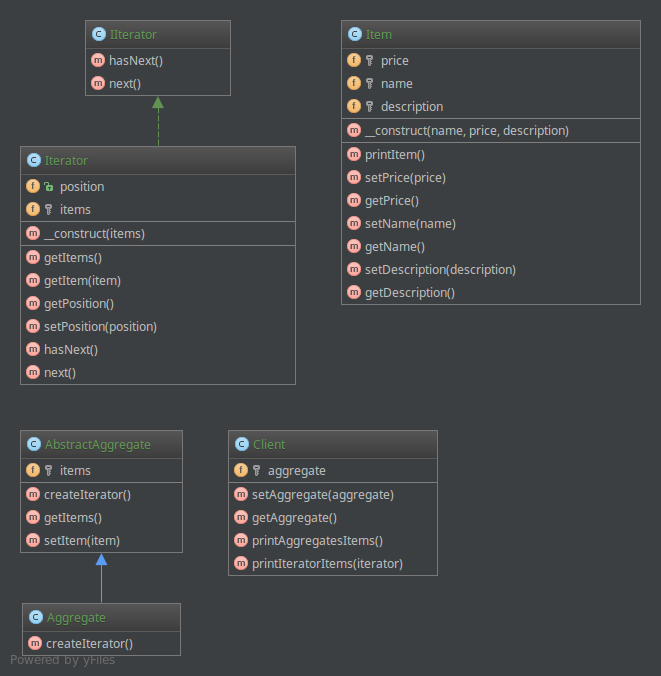 IIterator
hasNext()
next()
Iterator
position
items
__construct(items)
getItems()
getItem(item)
getPosition()
setPosition(position)
hasNext()
next()
Item
price
name
description
__construct(name, price, description)
printItem()
setPrice(price)
getPrice()
setName(name)
getName()
setDescription(description)
getDescription()
AbstractAggregate
items
createIterator()
getItems()
setItem(item)
Client
aggregate
setAggregate(aggregate)
getAggregate()
printAggregatesItems()
printIteratorItems(iterator)
Aggregate
createIterator()
Powered by yFiles